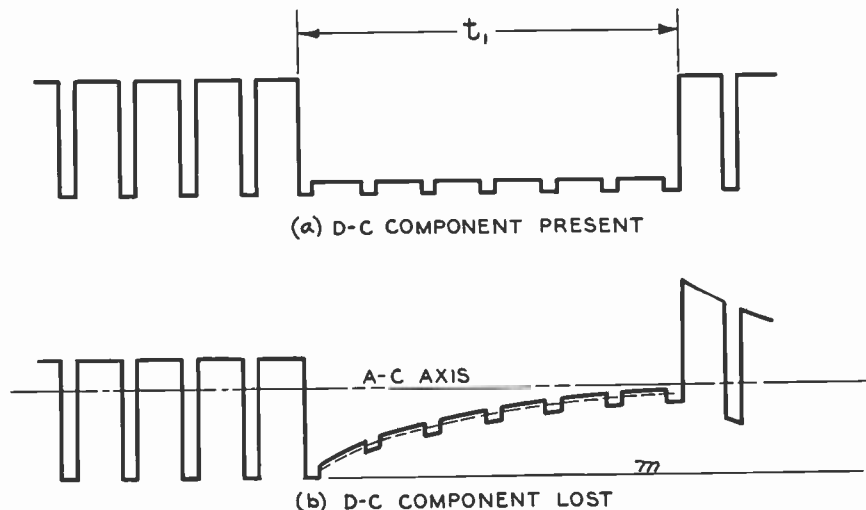 t₁
(a) D-C COMPONENT PRESENT
A-C AXIS
m
(b) D-C COMPONENT LOST